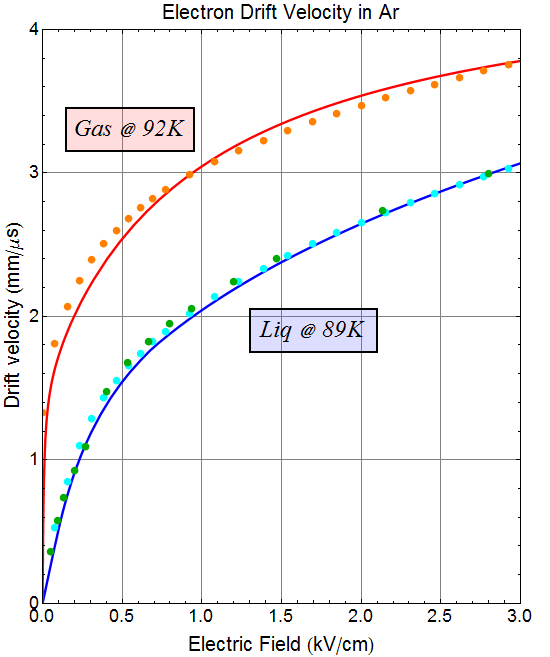 Electron Drift Velocity in Ar
4
Gas @ 92K
3
Drift velocity (mm/μs)
2
Liq @ 89K
1
0
0.0 0.5 1.0 1.5 2.0 2.5 3.0
Electric Field (kV/cm)